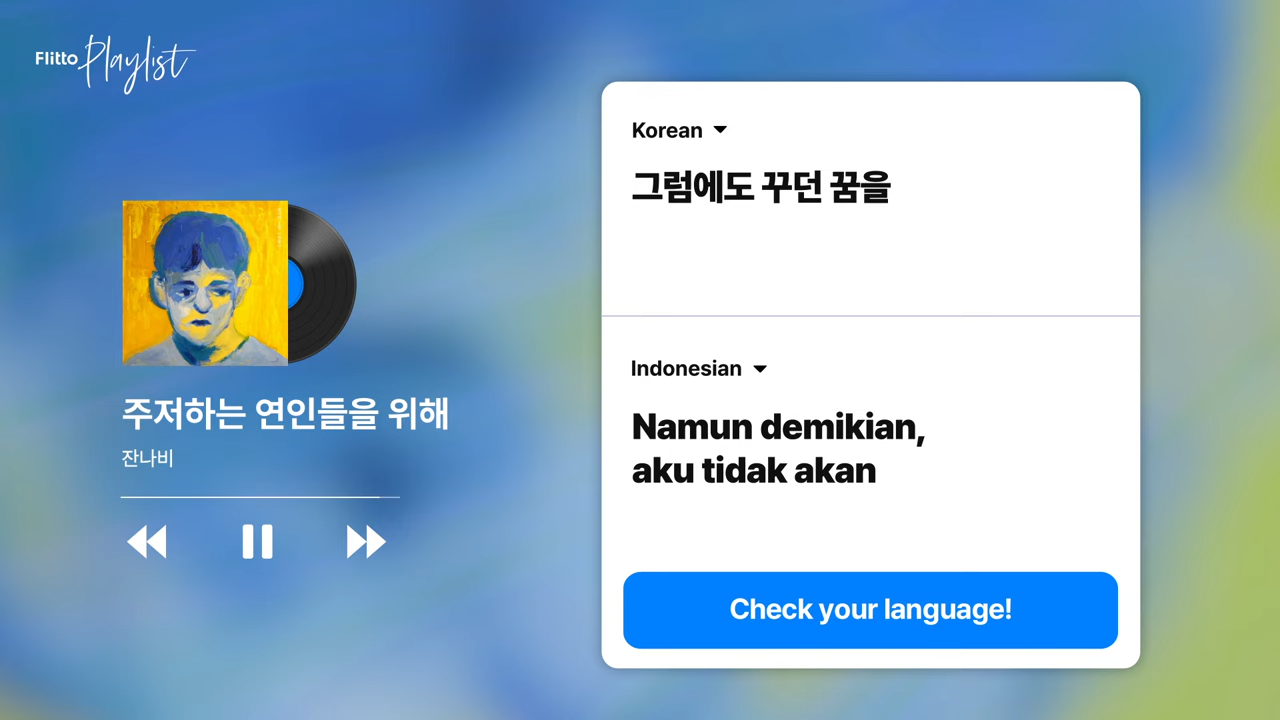 Flitto Playlist
주저하는 연인들을 위해
잔나비
Korean
그럼에도 꾸던 꿈을
Indonesian
Namun demikian,
aku tidak akan
Check your language!